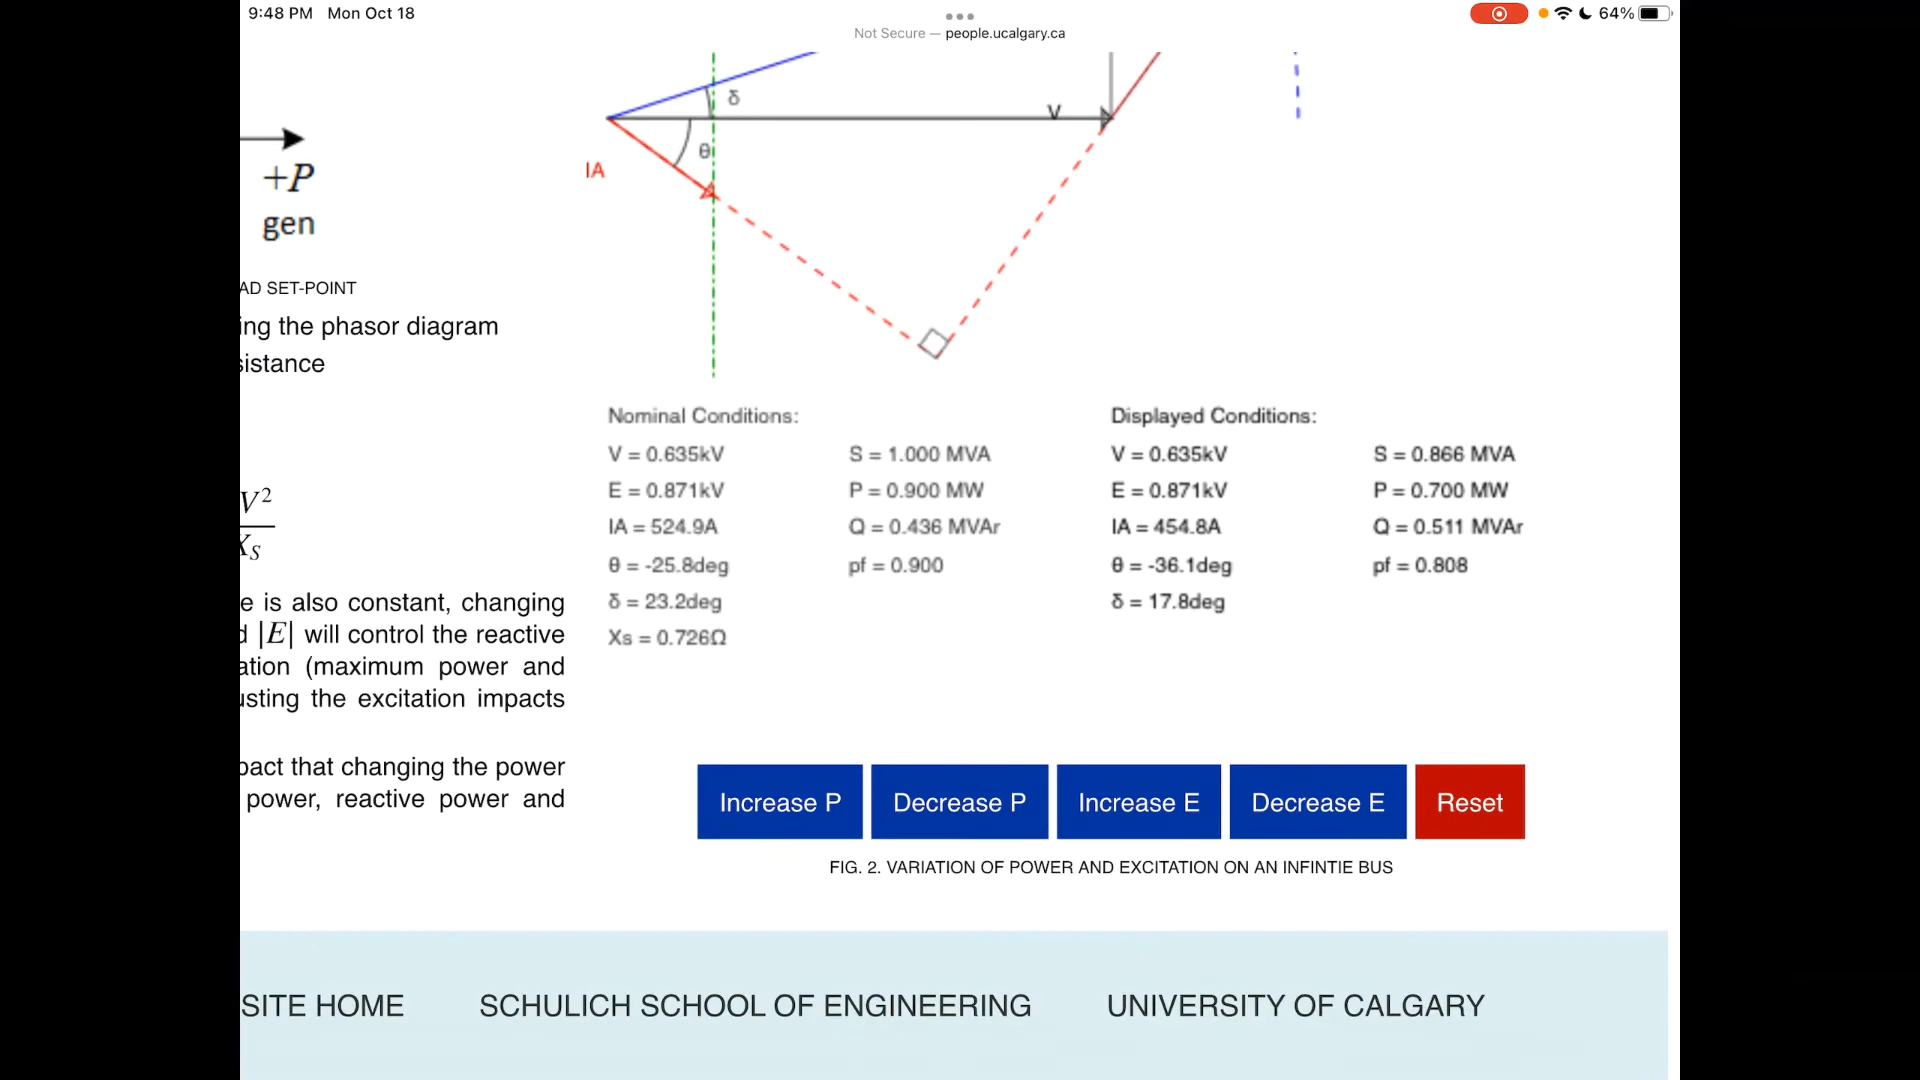 9:48 PM Mon Oct 18
64%
Not Secure — people.ucalgary.ca
δ
V
θ
IA
+P
gen
AD SET-POINT
ing the phasor diagram
sistance
V²
X_S
e is also constant, changing
d |E| will control the reactive
ation (maximum power and
usting the excitation impacts
pact that changing the power
power, reactive power and
Nominal Conditions:
V = 0.635kV
S = 1.000 MVA
E = 0.871kV
P = 0.900 MW
IA = 524.9A
Q = 0.436 MVAr
θ = -25.8deg
pf = 0.900
δ = 23.2deg
Xs = 0.726Ω
Displayed Conditions:
V = 0.635kV
S = 0.866 MVA
E = 0.871kV
P = 0.700 MW
IA = 454.8A
Q = 0.511 MVAr
θ = -36.1deg
pf = 0.808
δ = 17.8deg
Increase P
Decrease P
Increase E
Decrease E
Reset
FIG. 2. VARIATION OF POWER AND EXCITATION ON AN INFINTIE BUS
SITE HOME
SCHULICH SCHOOL OF ENGINEERING
UNIVERSITY OF CALGARY